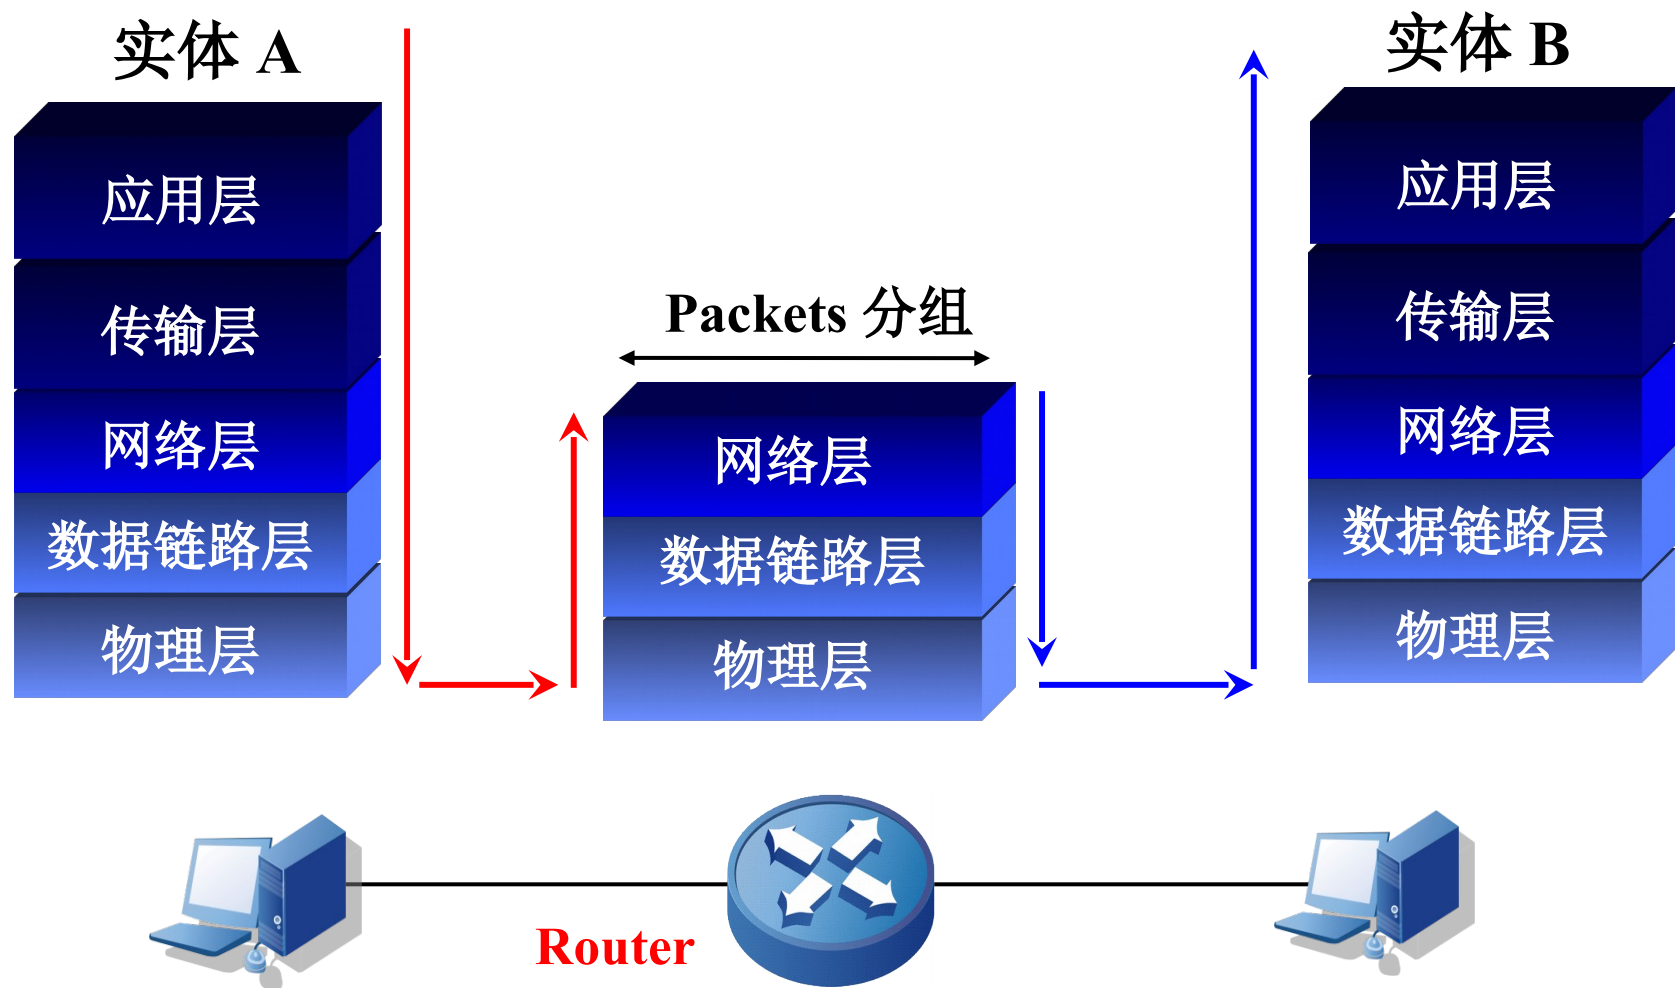 实体 A
应用层
传输层
网络层
数据链路层
物理层
Packets 分组
网络层
数据链路层
物理层
实体 B
应用层
传输层
网络层
数据链路层
物理层
Router